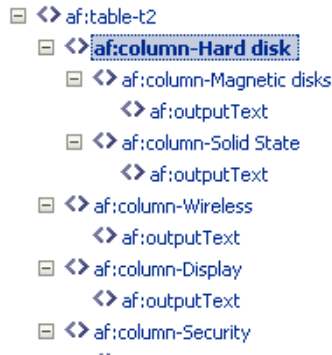 af:table-t2
af:column-Hard disk
af:column-Magnetic disks
af:outputText
af:column-Solid State
af:outputText
af:column-Wireless
af:outputText
af:column-Display
af:outputText
af:column-Security